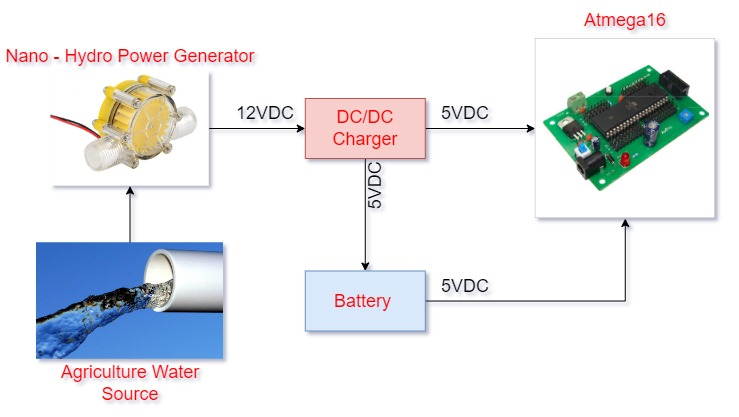 Atmega16
Nano - Hydro Power Generator
12VDC
DC/DC
Charger
5VDC
5VDC
Battery
5VDC
Agriculture Water
Source